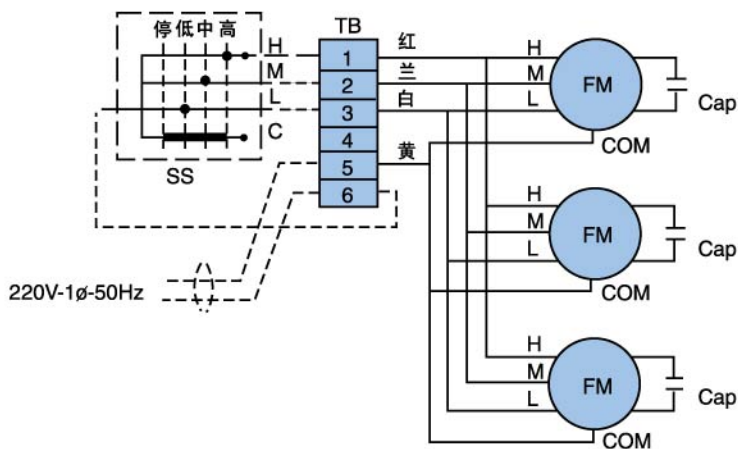 停低中高
H
M
L
C
SS
TB
1
2
3
4
5
6
红
兰
白
黄
220V-1ø-50Hz
H
M
L
FM
Cap
COM
H
M
L
FM
Cap
COM
H
M
L
FM
Cap
COM